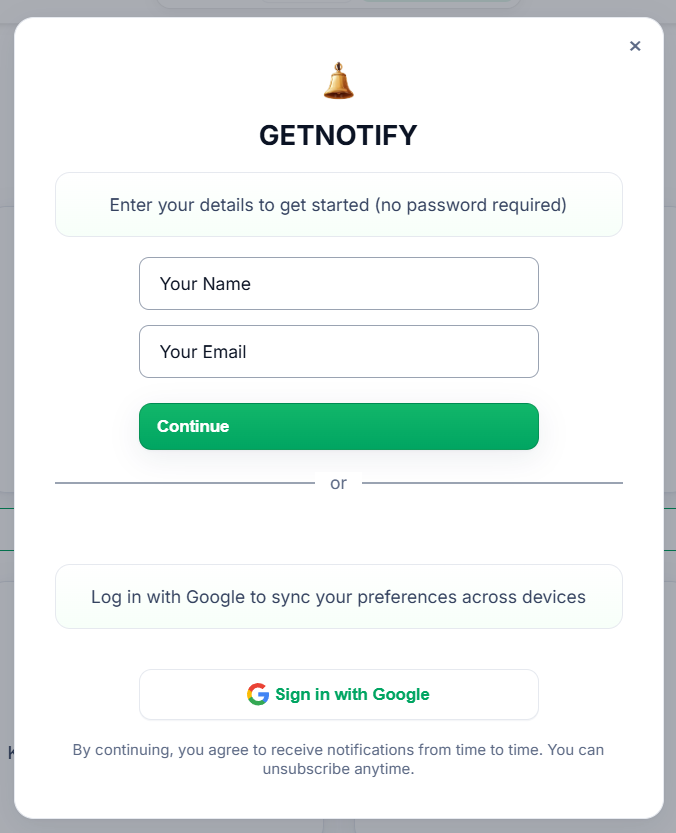 ×
GETNOTIFY
Enter your details to get started (no password required)
Your Name
Your Email
Continue
or
Log in with Google to sync your preferences across devices
Sign in with Google
By continuing, you agree to receive notifications from time to time. You can
unsubscribe anytime.